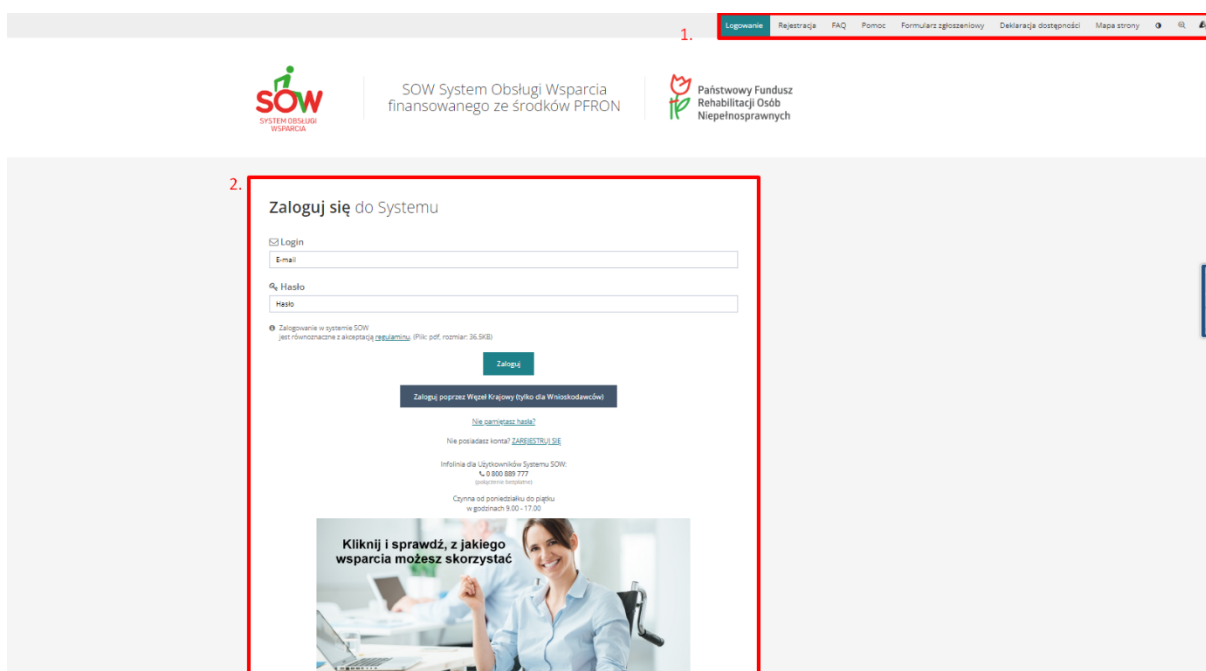 1.
Logowanie Rejestracja FAQ Pomoc Formularz zgłoszeniowy Deklaracja dostępności Mapa strony
SOW
SYSTEM OBSŁUGI
WSPARCIA
SOW System Obsługi Wsparcia
finansowanego ze środków PFRON
Państwowy Fundusz
Rehabilitacji Osób
Niepełnosprawnych
2.
Zaloguj się do Systemu
Login
E-mail
Hasło
Hasło
Zalogowanie w systemie SOW
jest równoznaczne z akceptacją regulaminu (Plik: pdf, rozmiar: 36.5KB)
Zaloguj
Zaloguj poprzez Węzeł Krajowy (tylko dla Wnioskodawców)
Nie pamiętasz hasła?
Nie posiadasz konta? ZAREJESTRUJ SIĘ
Infolinia dla Użytkowników Systemu SOW:
0 800 889 777
(połączenie bezpłatne)
Czynna od poniedziałku do piątku
w godzinach 9.00 - 17.00
Kliknij i sprawdź, z jakiego
wsparcia możesz skorzystać